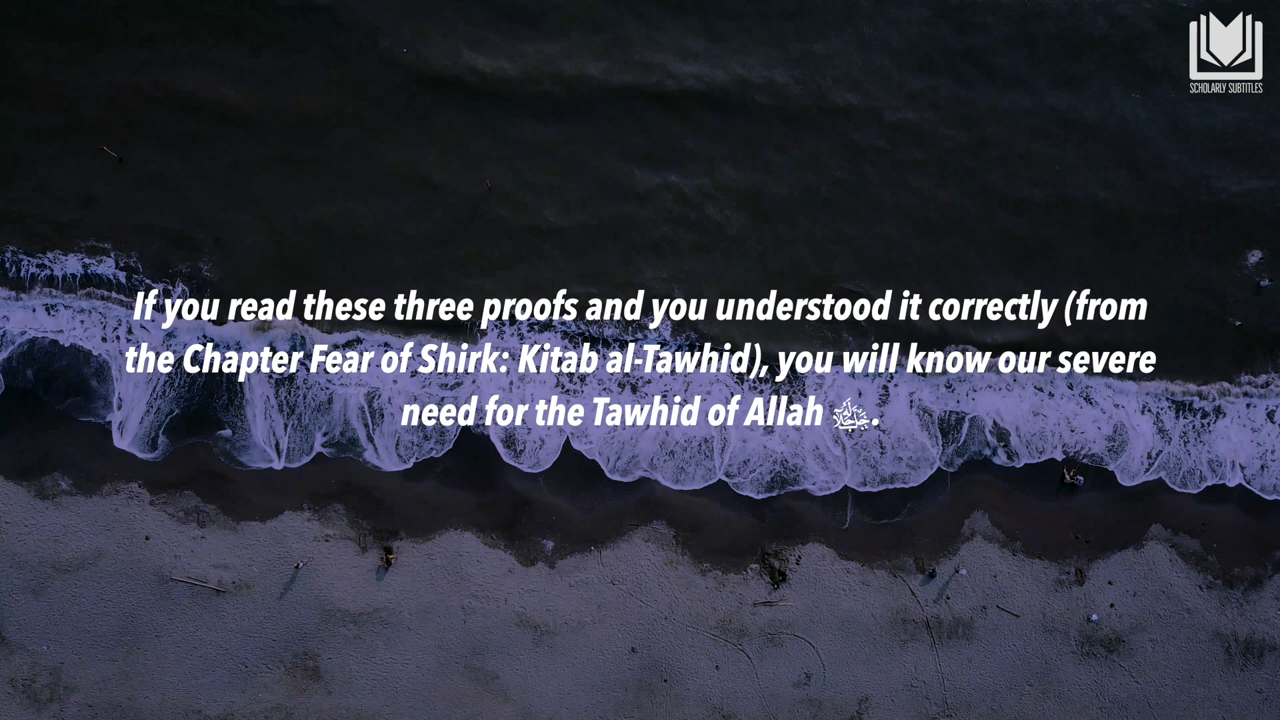 SCHOLARLY SUBTITLES
If you read these three proofs and you understood it correctly (from
the Chapter Fear of Shirk: Kitab al-Tawhid), you will know our severe
need for the Tawhid of Allah ﷻ.